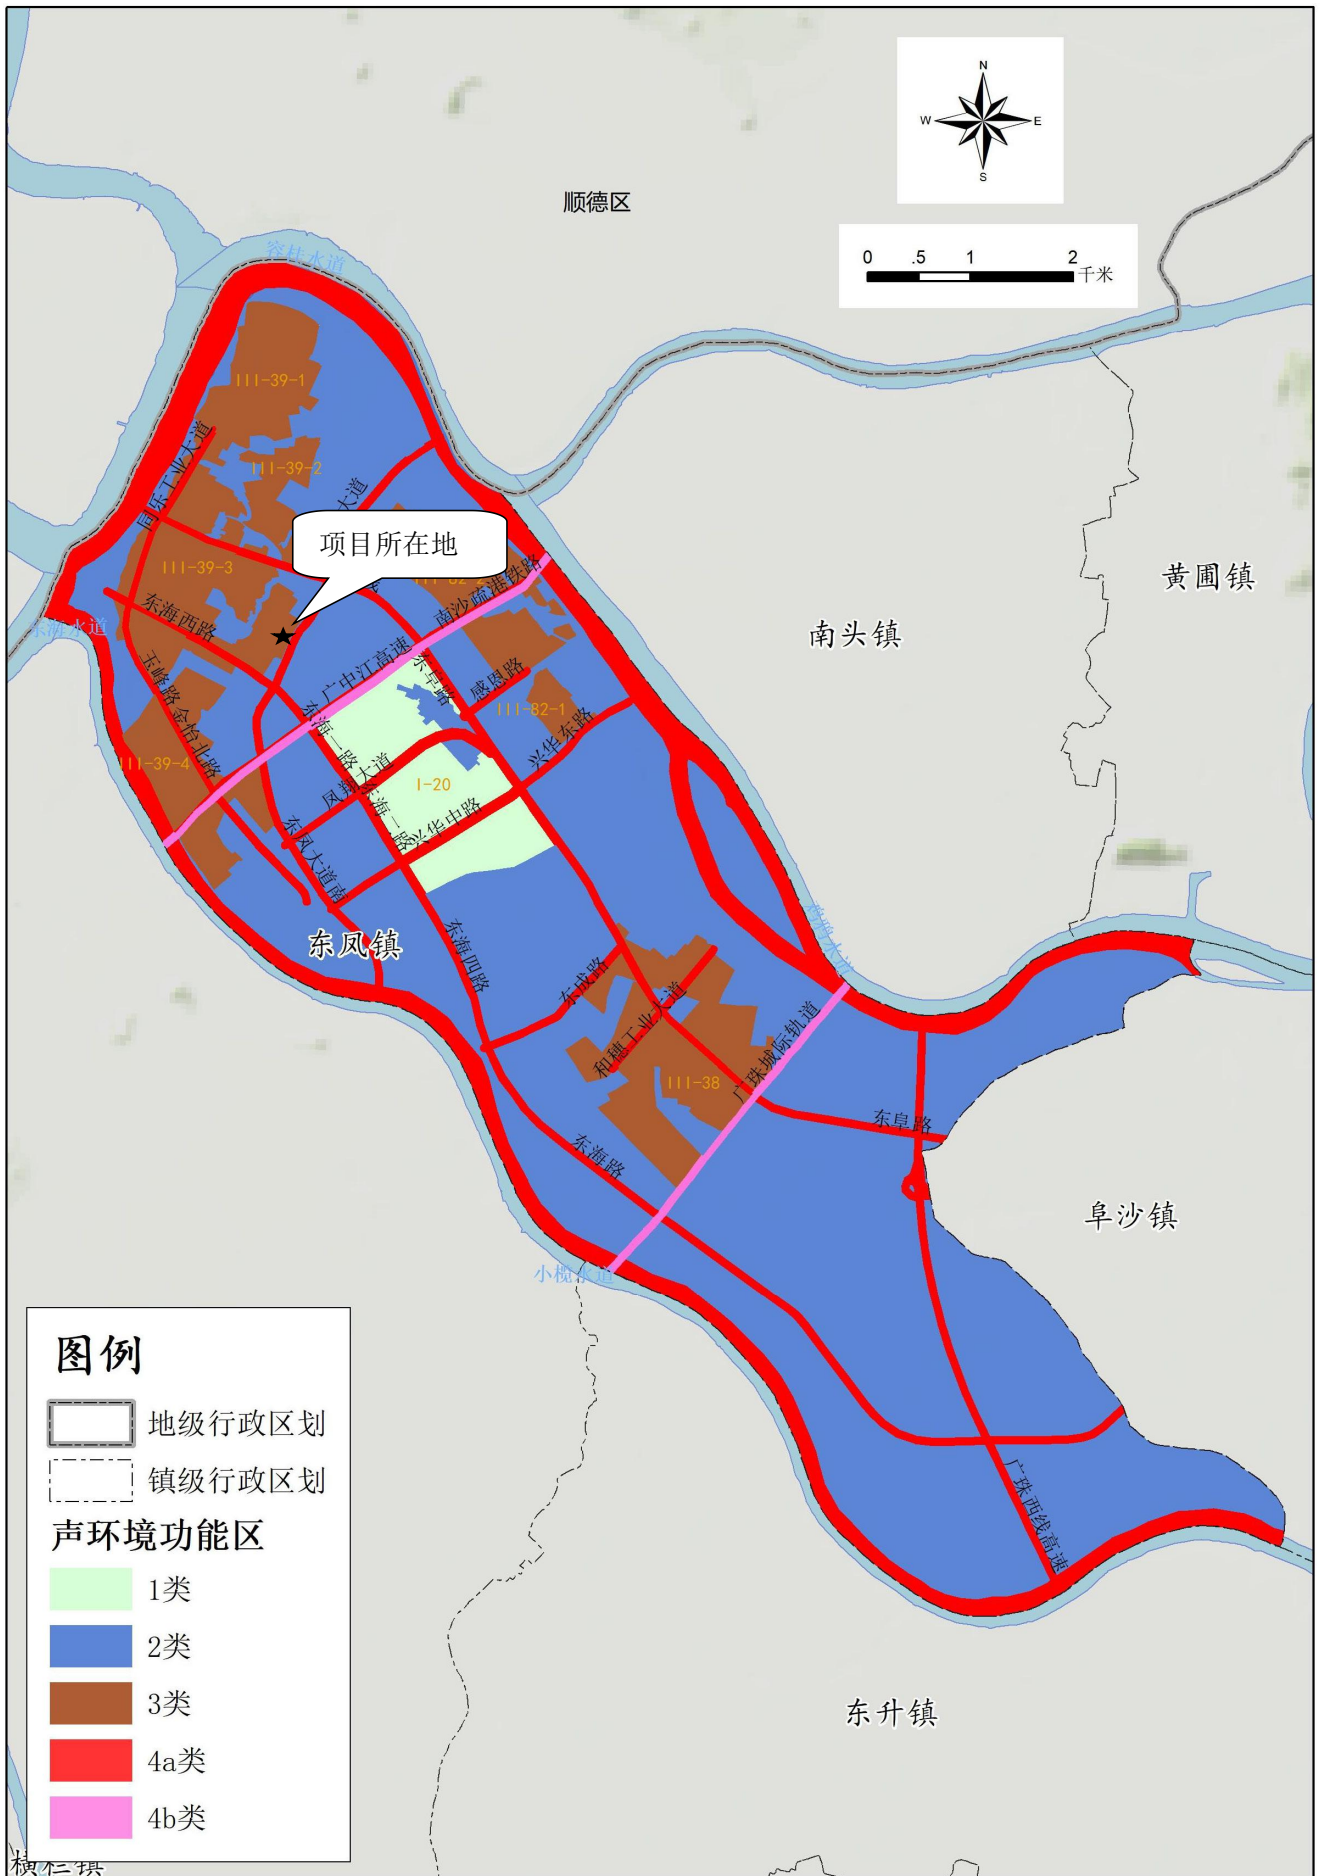 N
W
E
S
顺德区
0 .5 1 2
千米
容桂水道
III-39-1
同乐工业大道
III-39-2
大道
项目所在地
III-39-3
南沙疏港铁路
东海西路
东海水道
黄圃镇
南头镇
玉峰路
金怡北路
广中江高速
东阜路
感恩路
III-82-1
东海一路
兴华东路
III-39-4
凤翔大道
I-20
东海二路
兴华中路
东凤大道南
东凤镇
东海四路
东成路
和穗工业大道
广珠城际轨道
III-38
东阜路
东海路
阜沙镇
小榄水道
广珠西线高速
东升镇
横栏镇
图例
地级行政区划
镇级行政区划
声环境功能区
1类
2类
3类
4a类
4b类